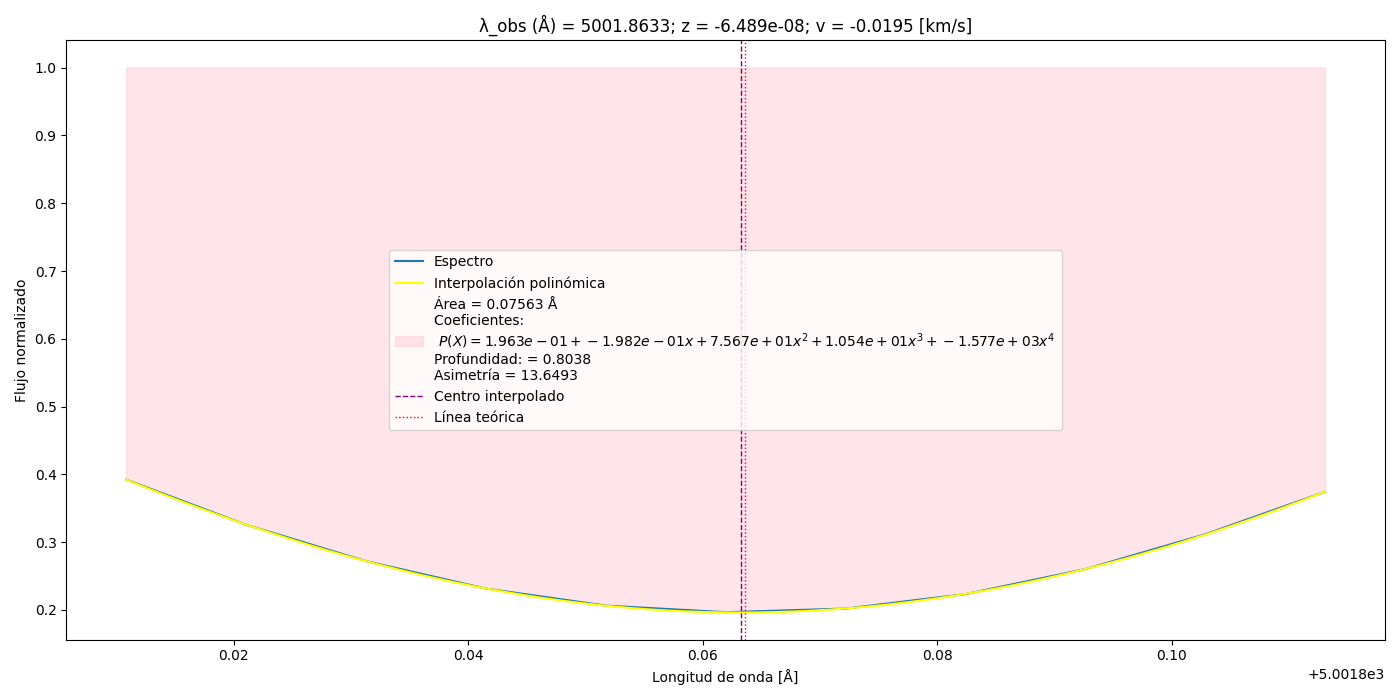 λ_obs (Å) = 5001.8633; z = -6.489e-08; v = -0.0195 [km/s]
1.0
0.9
0.8
0.7
0.6
0.5
0.4
0.3
0.2
Flujo normalizado
Espectro
Interpolación polinómica
Área = 0.07563 Å
Coeficientes:
P(X) = 1.963e − 01 + −1.982e − 01x + 7.567e + 01x² + 1.054e + 01x³ + −1.577e + 03x⁴
Profundidad: = 0.8038
Asimetría = 13.6493
Centro interpolado
Línea teórica
0.02 0.04 0.06 0.08 0.10
+5.0018e3
Longitud de onda [Å]